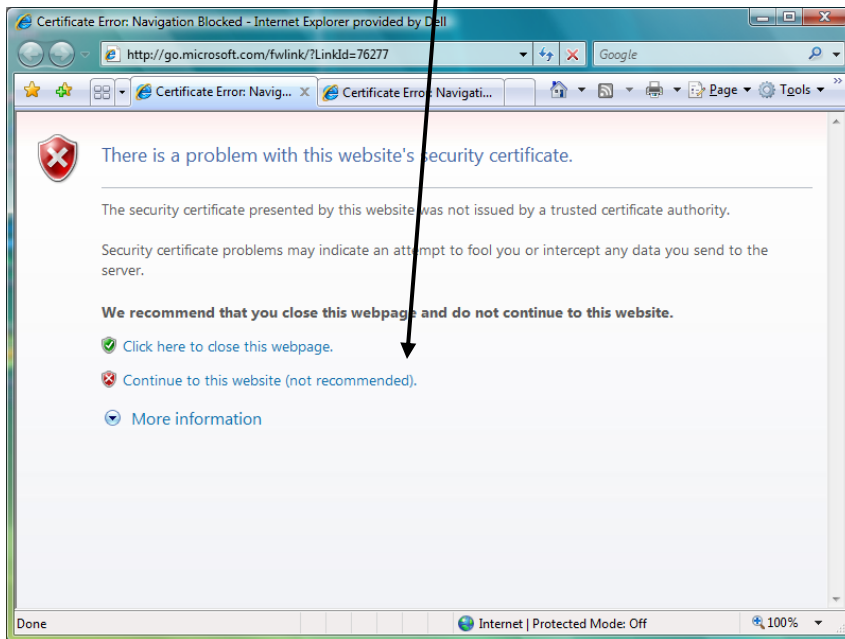 Certificate Error: Navigation Blocked - Internet Explorer provided by Dell
http://go.microsoft.com/fwlink/?LinkId=76277
Google
Certificate Error: Navig...
Certificate Error: Navigati...
Page
Tools
There is a problem with this website's security certificate.
The security certificate presented by this website was not issued by a trusted certificate authority.
Security certificate problems may indicate an attempt to fool you or intercept any data you send to the
server.
We recommend that you close this webpage and do not continue to this website.
Click here to close this webpage.
Continue to this website (not recommended).
More information
Done
Internet | Protected Mode: Off
100%